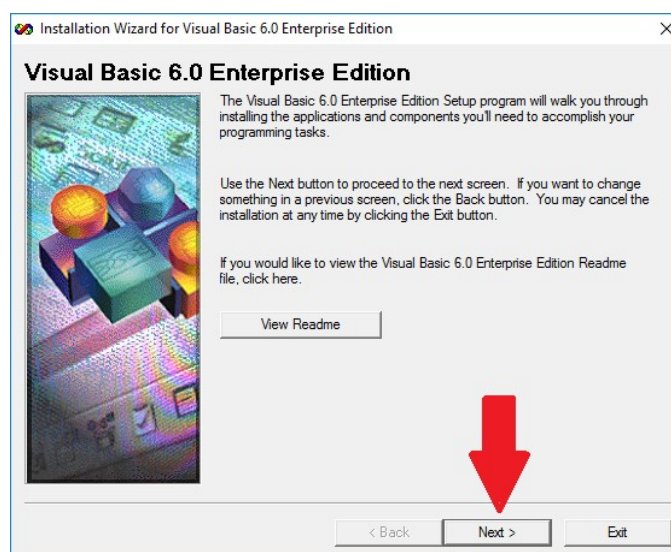 Installation Wizard for Visual Basic 6.0 Enterprise Edition
Visual Basic 6.0 Enterprise Edition
The Visual Basic 6.0 Enterprise Edition Setup program will walk you through
installing the applications and components you'll need to accomplish your
programming tasks.
Use the Next button to proceed to the next screen. If you want to change
something in a previous screen, click the Back button. You may cancel the
installation at any time by clicking the Exit button.
If you would like to view the Visual Basic 6.0 Enterprise Edition Readme
file, click here.
View Readme
< Back
Next >
Exit